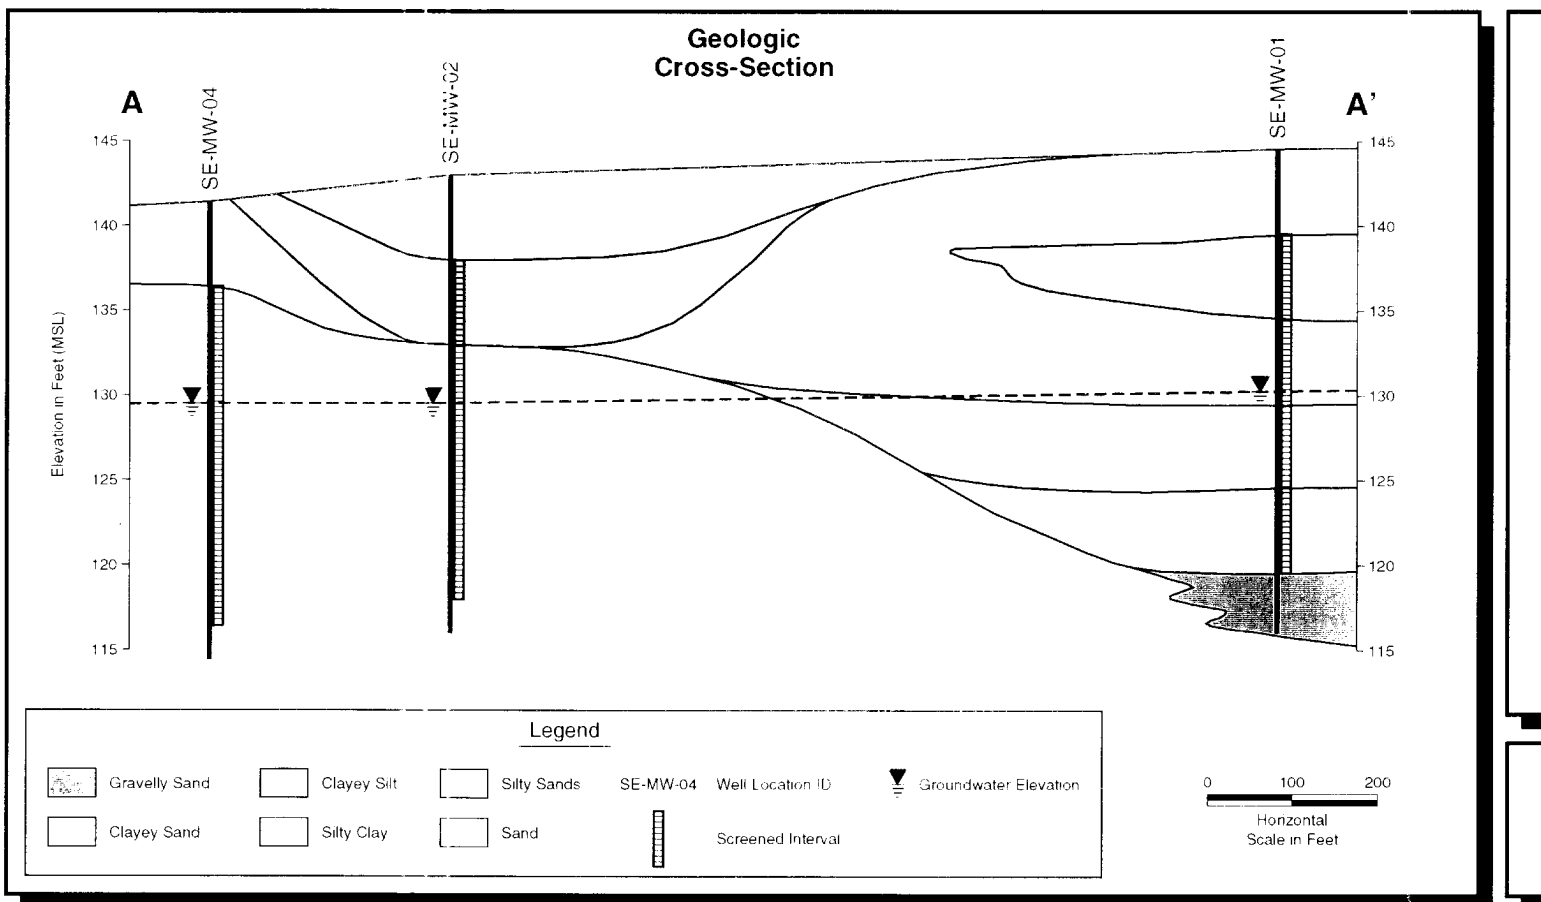 Geologic
Cross-Section
A
A'
SE-MW-04
SE-MW-02
SE-MW-01
Elevation in Feet (MSL)
145
140
135
130
125
120
115
145
140
135
130
125
120
115
Legend
Gravelly Sand
Clayey Silt
Silty Sands
SE-MW-04
Well Location ID
Groundwater Elevation
Clayey Sand
Silty Clay
Sand
Screened Interval
0 100 200
Horizontal
Scale in Feet